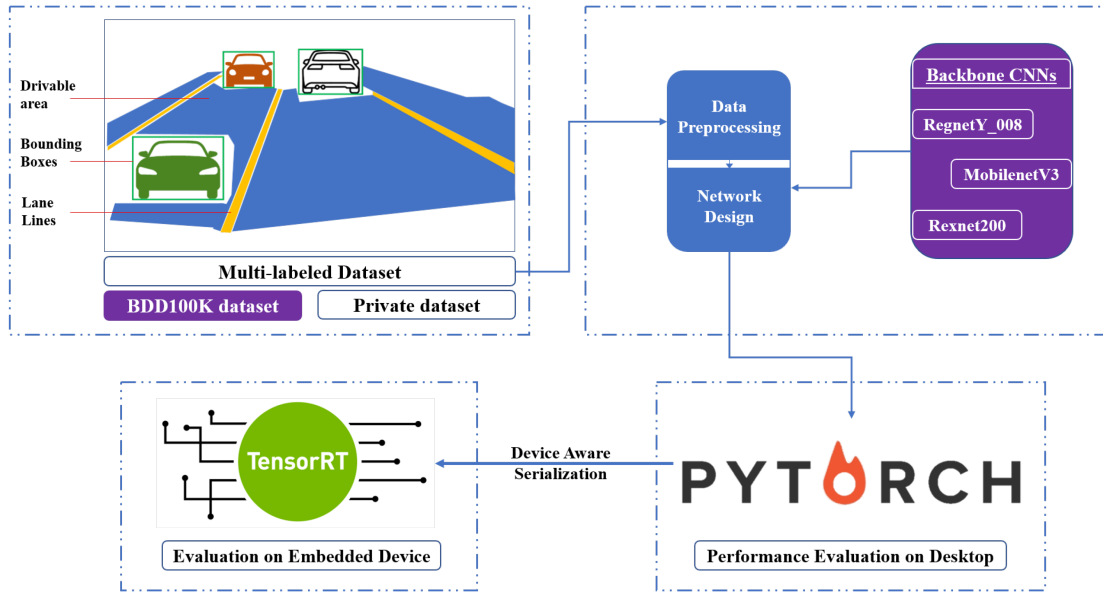 Drivable
area
Bounding
Boxes
Lane
Lines
Multi-labeled Dataset
BDD100K dataset
Private dataset
Data
Preprocessing
Network
Design
Backbone CNNs
RegnetY_008
MobilenetV3
Rexnet200
TensorRT
Evaluation on Embedded Device
Device Aware
Serialization
PYTORCH
Performance Evaluation on Desktop